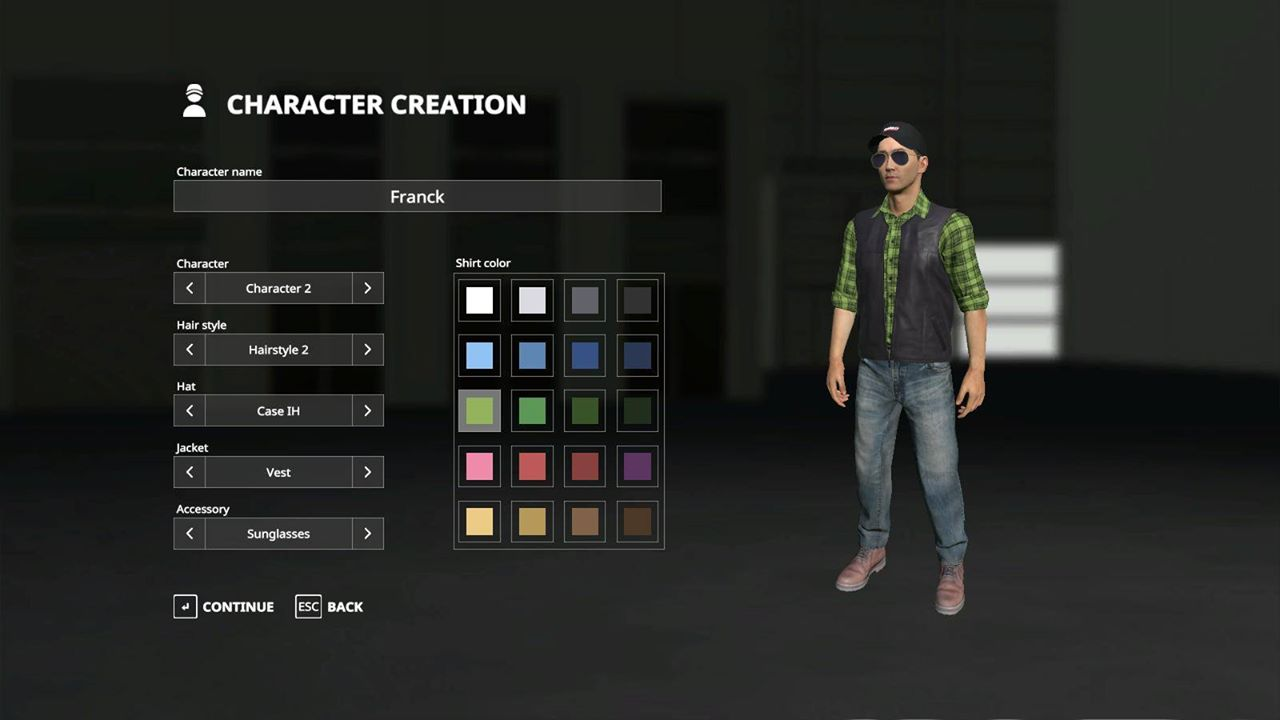 CHARACTER CREATION
Character name
Franck
Character
Character 2
Hair style
Hairstyle 2
Hat
Case IH
Jacket
Vest
Accessory
Sunglasses
Shirt color
CONTINUE
ESC BACK